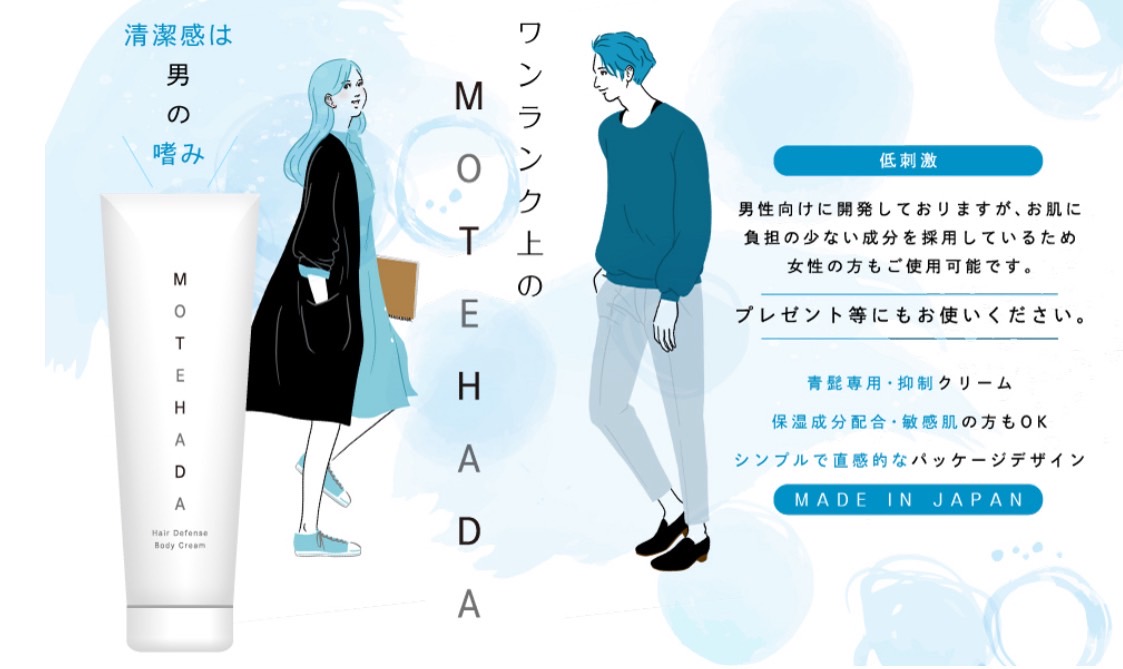 清潔感は
男
の
嗜み
MOTEHADA
Hair Defense
Body Cream
ワンランク上の
MOTEHADA
低刺激
男性向けに開発しておりますが、お肌に
負担の少ない成分を採用しているため
女性の方もご使用可能です。
プレゼント等にもお使いください。
青髭専用・抑制クリーム
保湿成分配合・敏感肌の方もOK
シンプルで直感的なパッケージデザイン
MADE IN JAPAN